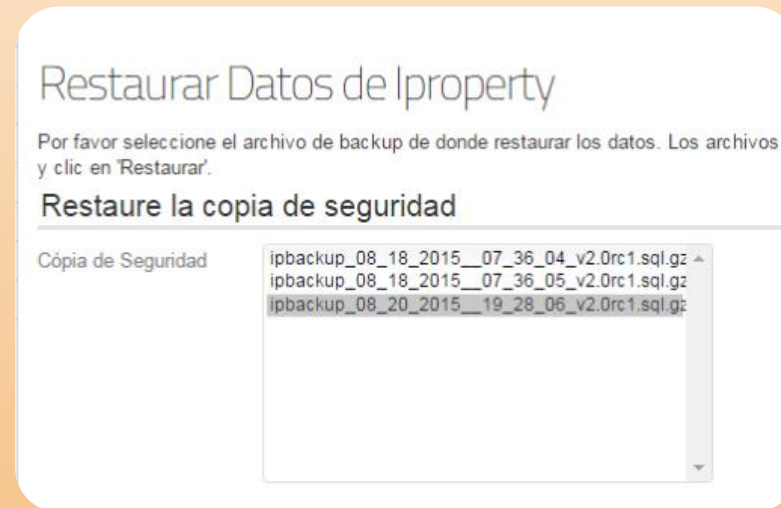 Restaurar Datos de Iproperty
Por favor seleccione el archivo de backup de donde restaurar los datos. Los archivos
y clic en 'Restaurar'.
Restaure la copia de seguridad
Cópia de Seguridad
ipbackup_08_18_2015__07_36_04_v2.0rc1.sql.gz
ipbackup_08_18_2015__07_36_05_v2.0rc1.sql.gz
ipbackup_08_20_2015__19_28_06_v2.0rc1.sql.gz